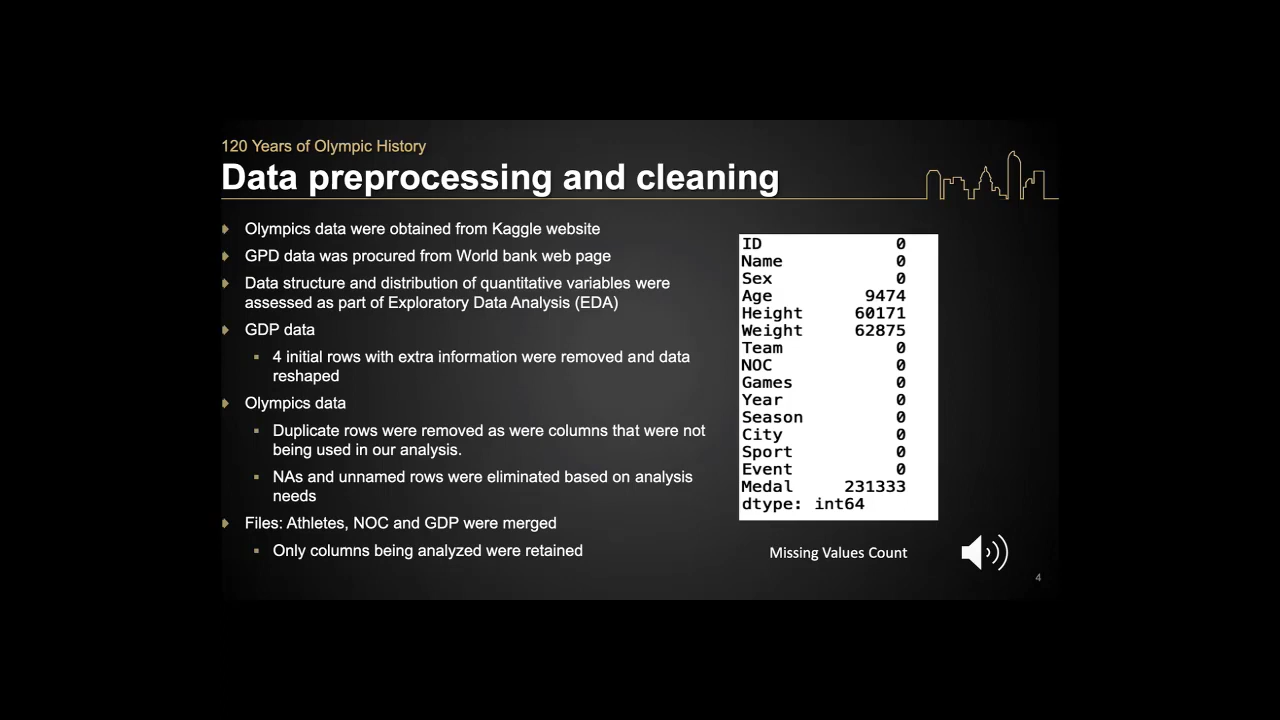 120 Years of Olympic History
Data preprocessing and cleaning
Olympics data were obtained from Kaggle website
GPD data was procured from World bank web page
Data structure and distribution of quantitative variables were
assessed as part of Exploratory Data Analysis (EDA)
GDP data
4 initial rows with extra information were removed and data
reshaped
Olympics data
Duplicate rows were removed as were columns that were not
being used in our analysis.
NAs and unnamed rows were eliminated based on analysis
needs
Files: Athletes, NOC and GDP were merged
Only columns being analyzed were retained
ID 0
Name 0
Sex 0
Age 9474
Height 60171
Weight 62875
Team 0
NOC 0
Games 0
Year 0
Season 0
City 0
Sport 0
Event 0
Medal 231333
dtype: int64
Missing Values Count
4